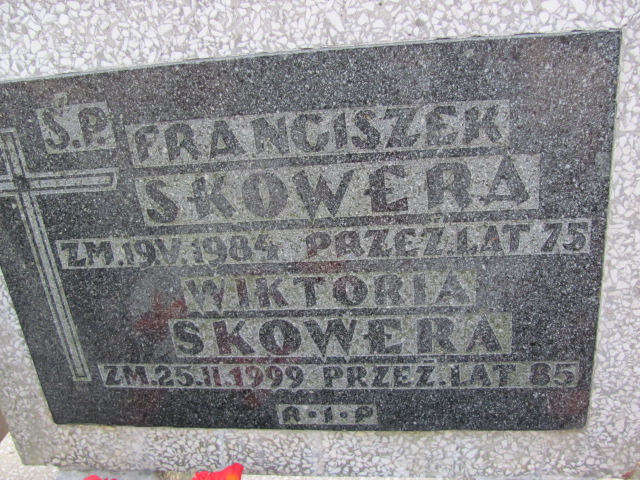 Ś.P. FRANCISZEK
SKOWERA
ZM.19.V.1984 PRZEŻ.LAT 75
WIKTORIA
SKOWERA
ZM.25.II.1999 PRZEŻ.LAT 85
R·I·P